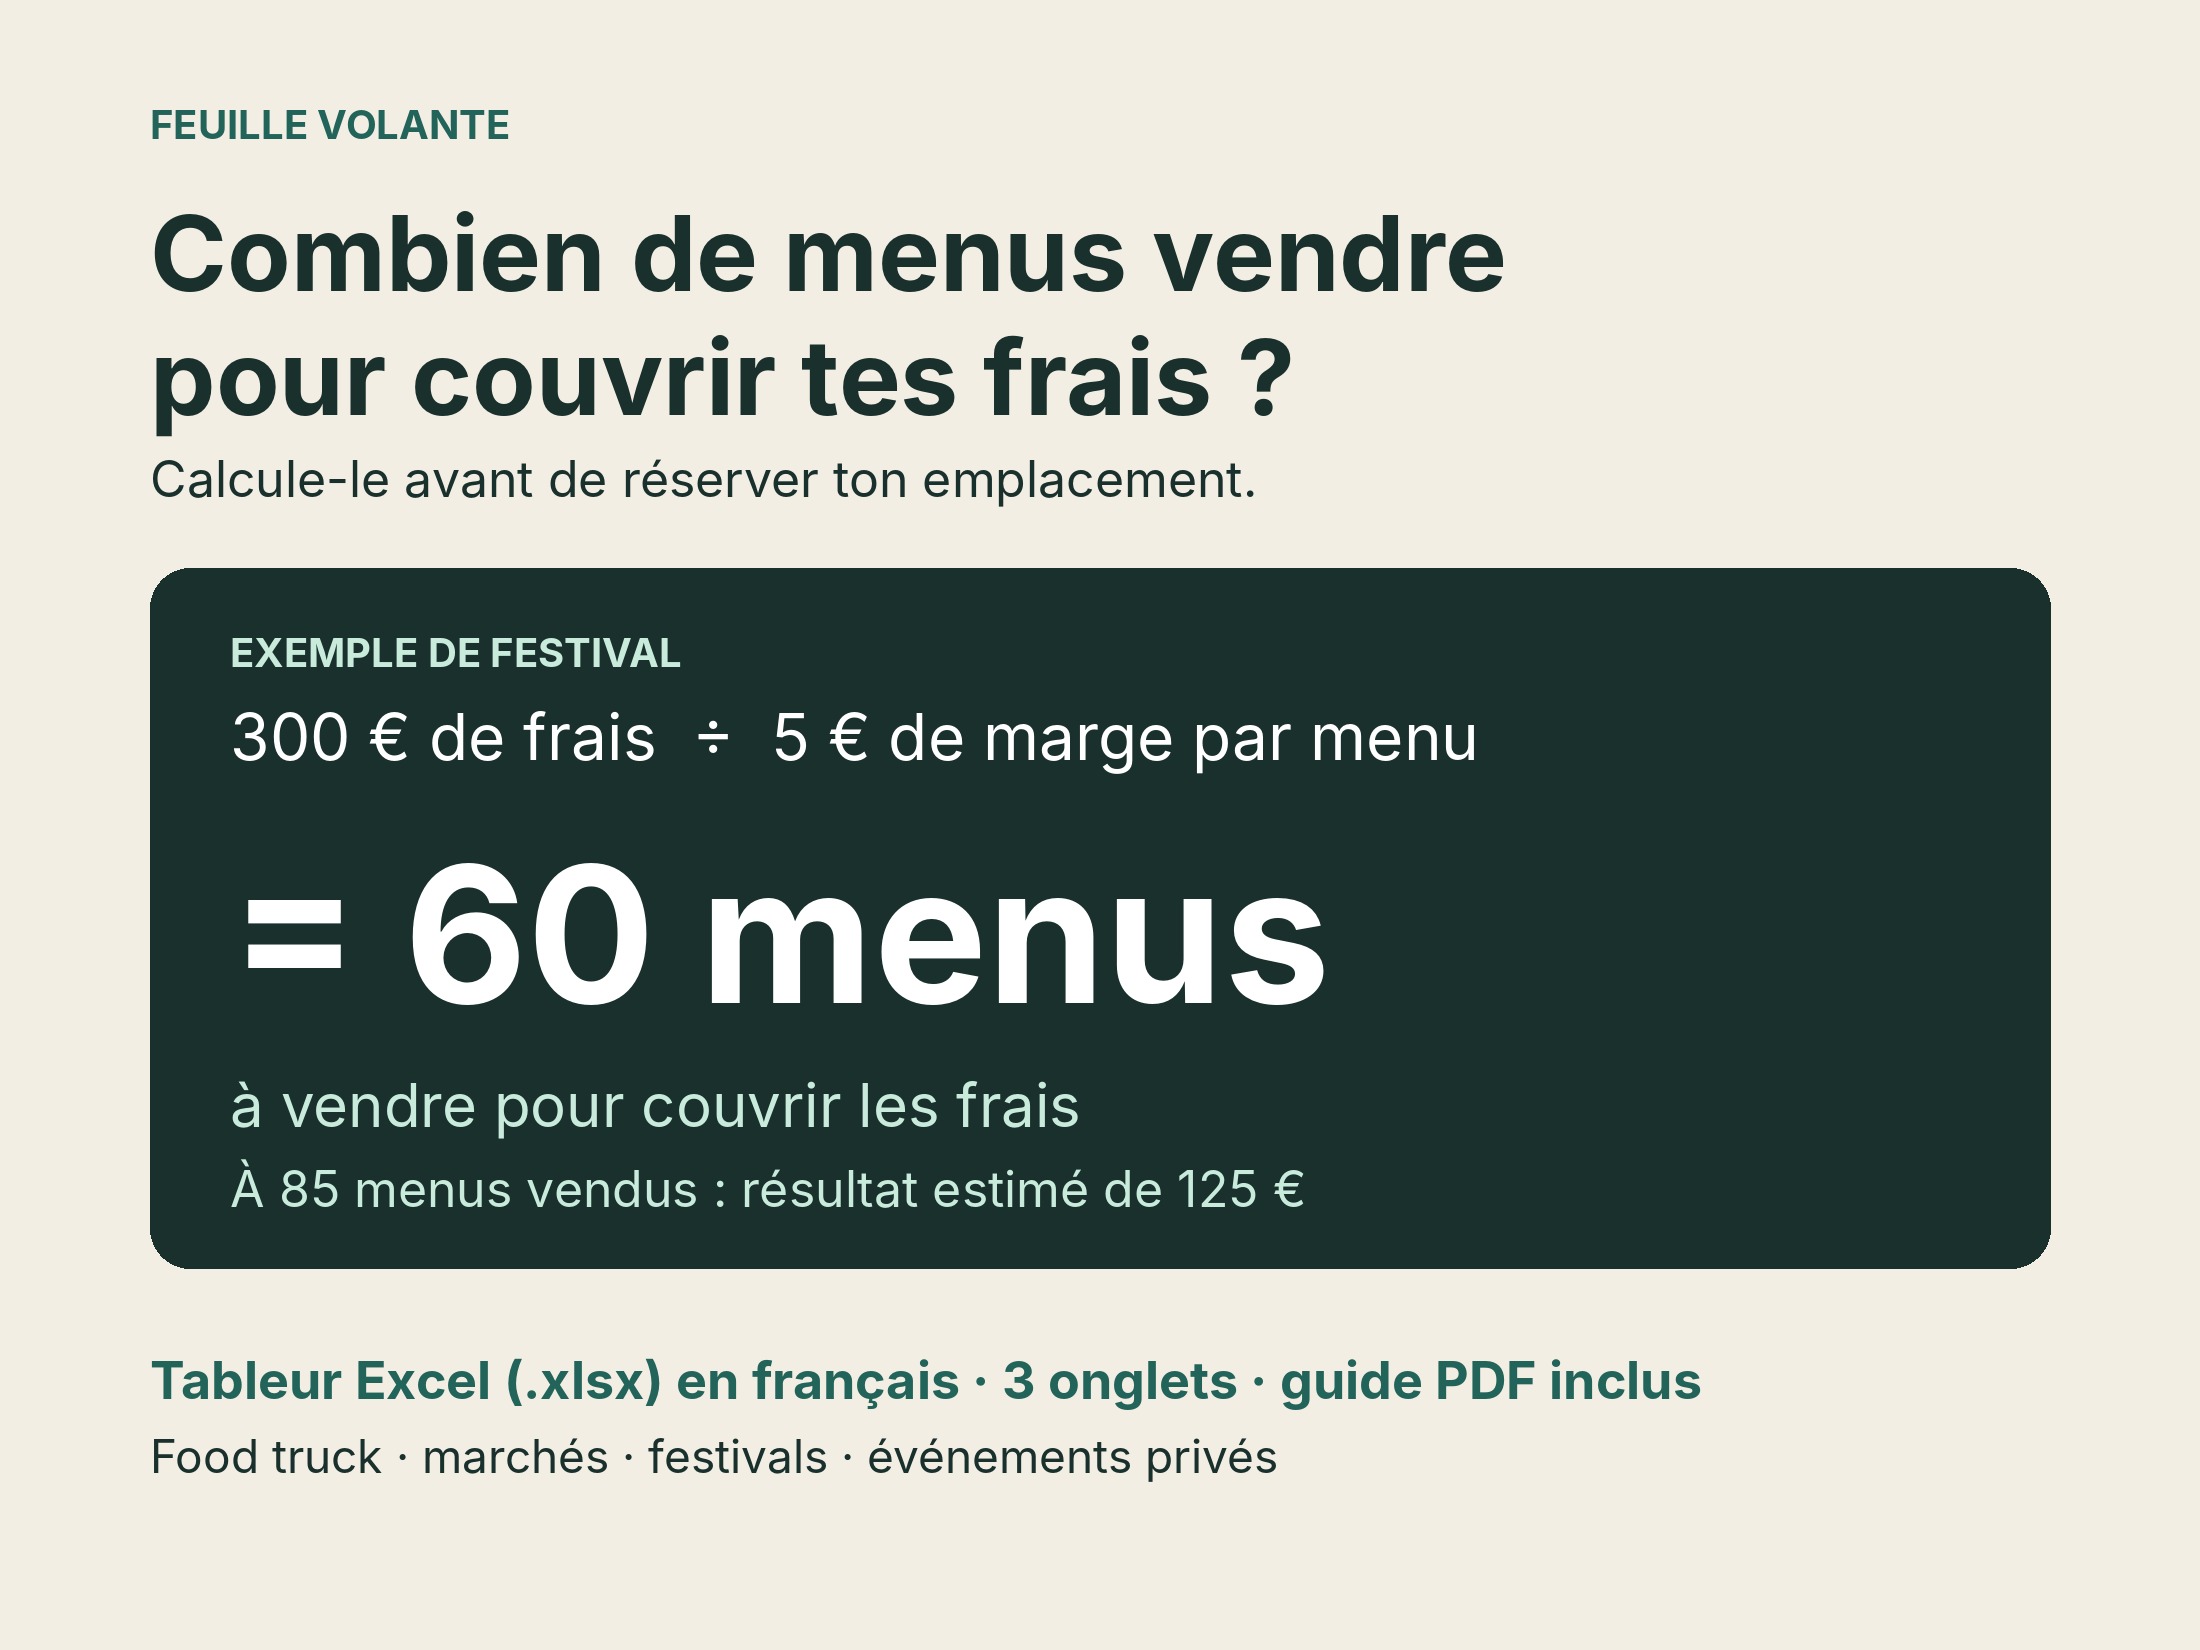 FEUILLE VOLANTE
Combien de menus vendre
pour couvrir tes frais ?
Calcule-le avant de réserver ton emplacement.
EXEMPLE DE FESTIVAL
300 € de frais ÷ 5 € de marge par menu
= 60 menus
à vendre pour couvrir les frais
À 85 menus vendus : résultat estimé de 125 €
Tableur Excel (.xlsx) en français · 3 onglets · guide PDF inclus
Food truck · marchés · festivals · événements privés